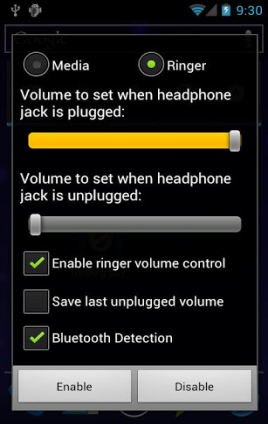 9:30
Media
Ringer
Volume to set when headphone
jack is plugged:
Volume to set when headphone
jack is unplugged:
Enable ringer volume control
Save last unplugged volume
Bluetooth Detection
Enable
Disable